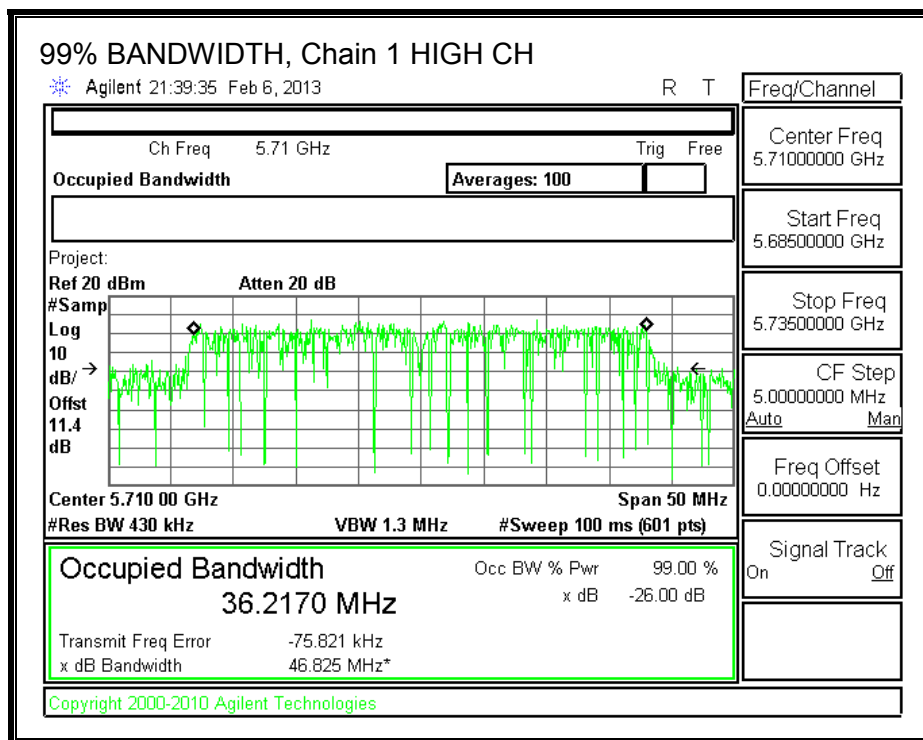 99% BANDWIDTH, Chain 1 HIGH CH
Agilent 21:39:35 Feb 6, 2013 R T
Freq/Channel
Ch Freq 5.71 GHz Trig Free
Occupied Bandwidth Averages: 100
Project:
Ref 20 dBm Atten 20 dB
#Samp
Log
10
dB/
Offst
11.4
dB
Center 5.710 00 GHz Span 50 MHz
#Res BW 430 kHz VBW 1.3 MHz #Sweep 100 ms (601 pts)
Occupied Bandwidth Occ BW % Pwr 99.00 %
36.2170 MHz x dB -26.00 dB
Transmit Freq Error -75.821 kHz
x dB Bandwidth 46.825 MHz*
Copyright 2000-2010 Agilent Technologies
Center Freq
5.71000000 GHz
Start Freq
5.68500000 GHz
Stop Freq
5.73500000 GHz
CF Step
5.00000000 MHz
Auto Man
Freq Offset
0.00000000 Hz
Signal Track
On Off